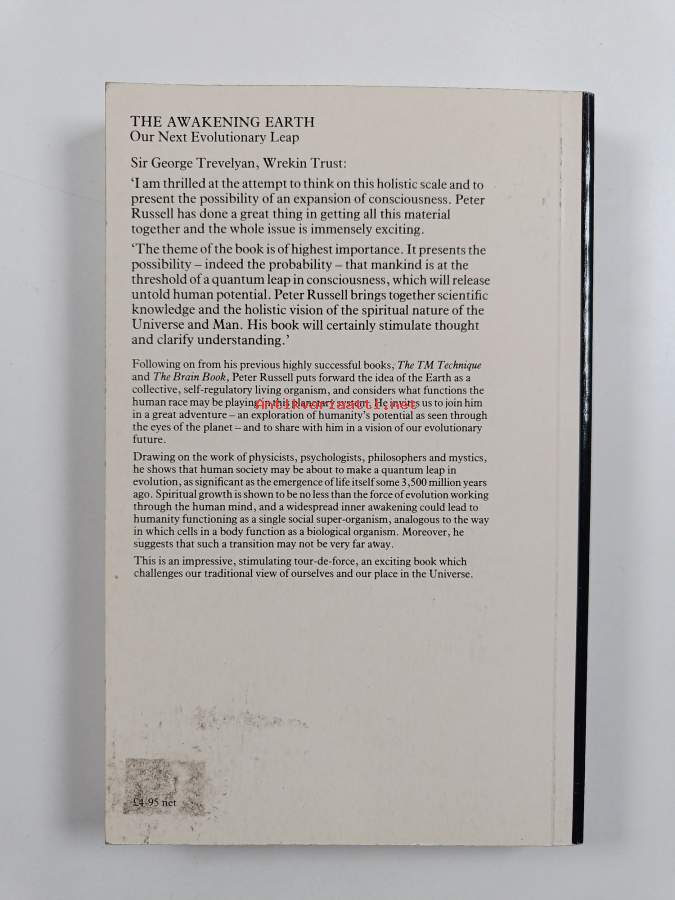 THE AWAKENING EARTH
Our Next Evolutionary Leap
Sir George Trevelyan, Wrekin Trust:
‘I am thrilled at the attempt to think on this holistic scale and to
present the possibility of an expansion of consciousness. Peter
Russell has done a great thing in getting all this material
together and the whole issue is immensely exciting.
‘The theme of the book is of highest importance. It presents the
possibility – indeed the probability – that mankind is at the
threshold of a quantum leap in consciousness, which will release
untold human potential. Peter Russell brings together scientific
knowledge and the holistic vision of the spiritual nature of the
Universe and Man. His book will certainly stimulate thought
and clarify understanding.’
Following on from his previous highly successful books, The TM Technique
and The Brain Book, Peter Russell puts forward the idea of the Earth as a
collective, self-regulatory living organism, and considers what functions the
human race may be playing in this planetary system. He invites us to join him
Antikvariaatti.net
in a great adventure – an exploration of humanity’s potential as seen through
the eyes of the planet – and to share with him in a vision of our evolutionary
future.
Drawing on the work of physicists, psychologists, philosophers and mystics,
he shows that human society may be about to make a quantum leap in
evolution, as significant as the emergence of life itself some 3,500 million years
ago. Spiritual growth is shown to be no less than the force of evolution working
through the human mind, and a widespread inner awakening could lead to
humanity functioning as a single social super-organism, analogous to the way
in which cells in a body function as a biological organism. Moreover, he
suggests that such a transition may not be very far away.
This is an impressive, stimulating tour-de-force, an exciting book which
challenges our traditional view of ourselves and our place in the Universe.
£4·95 net